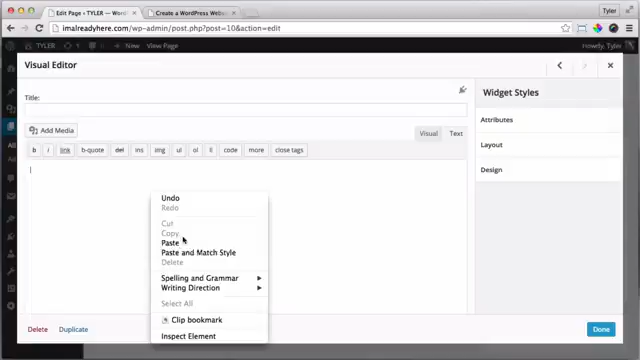 Edit Page ‹ TYLER — Word
Create a WordPress Websi
Tyler
imalreadyhere.com/wp-admin/post.php?post=10&action=edit
TYLER
New
View Page
Howdy, Tyler
Visual Editor
Title:
Add Media
Visual
Text
b
i
link
b-quote
del
ins
img
ul
ol
li
code
more
close tags
Undo
Redo
Cut
Copy
Paste
Paste and Match Style
Delete
Spelling and Grammar
Writing Direction
Select All
Clip bookmark
Inspect Element
Widget Styles
Attributes
Layout
Design
Delete
Duplicate
Done